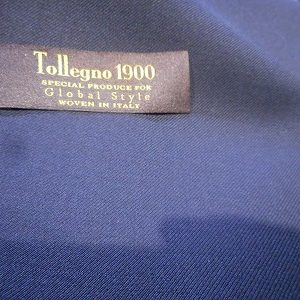 Tollegno 1900
SPECIAL PRODUCE FOR
Global Style
WOVEN IN ITALY